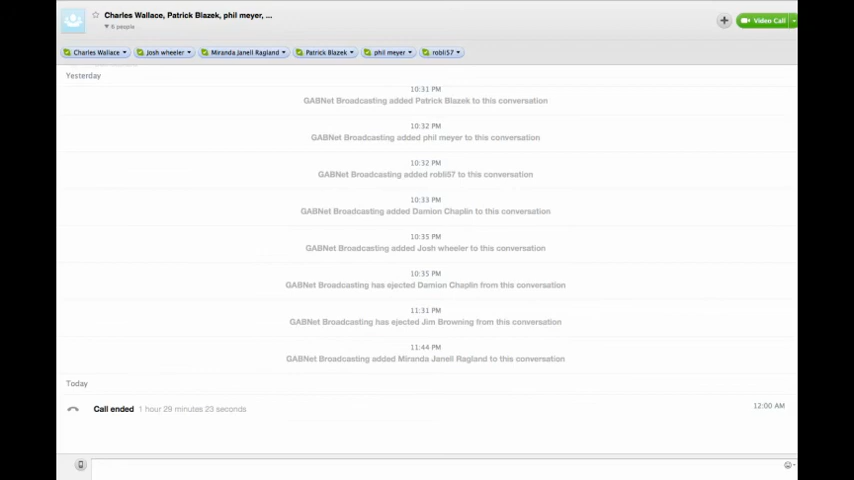 Charles Wallace, Patrick Blazek, phil meyer, ...
6 people
Video Call
Charles Wallace Josh wheeler Miranda Janell Ragland Patrick Blazek phil meyer robli57
Yesterday
10:31 PM
GABNet Broadcasting added Patrick Blazek to this conversation
10:32 PM
GABNet Broadcasting added phil meyer to this conversation
10:32 PM
GABNet Broadcasting added robli57 to this conversation
10:33 PM
GABNet Broadcasting added Damion Chaplin to this conversation
10:35 PM
GABNet Broadcasting added Josh wheeler to this conversation
10:35 PM
GABNet Broadcasting has ejected Damion Chaplin from this conversation
11:31 PM
GABNet Broadcasting has ejected Jim Browning from this conversation
11:44 PM
GABNet Broadcasting added Miranda Janell Ragland to this conversation
Today
Call ended 1 hour 29 minutes 23 seconds 12:00 AM